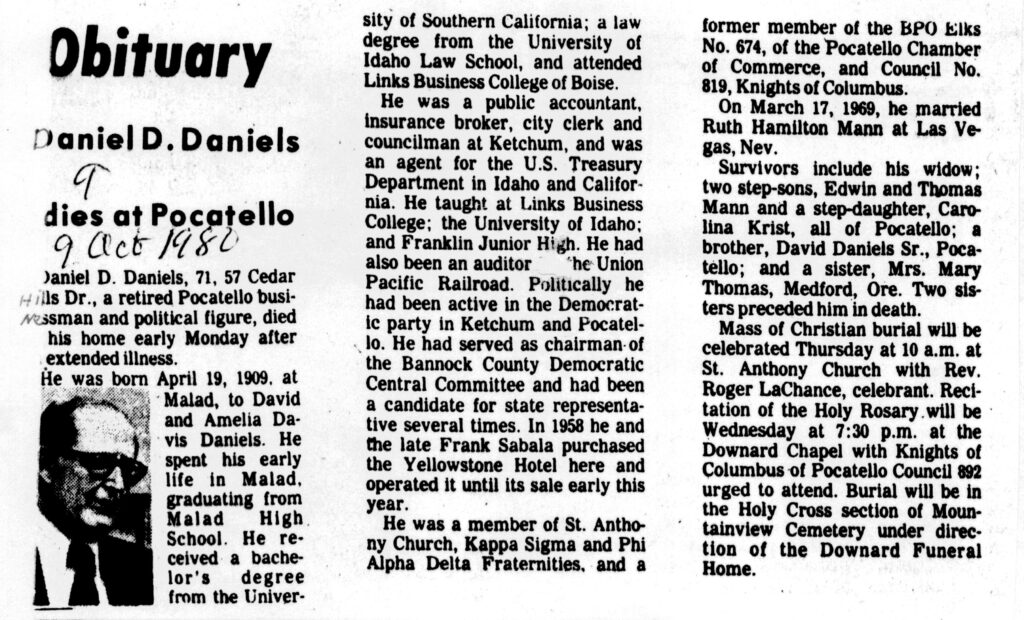 Obituary
Daniel D. Daniels
9
dies at Pocatello
9 Oct 1980
Daniel D. Daniels, 71, 57 Cedar
Hills Dr., a retired Pocatello busi-
Nessman and political figure, died
his home early Monday after
extended illness.
He was born April 19, 1909, at
Malad, to David
and Amelia Da-
vis Daniels. He
spent his early
life in Malad,
graduating from
Malad High
School. He re-
ceived a bache-
lor's degree
from the Univer-
sity of Southern California; a law
degree from the University of
Idaho Law School, and attended
Links Business College of Boise.
He was a public accountant,
insurance broker, city clerk and
councilman at Ketchum, and was
an agent for the U.S. Treasury
Department in Idaho and Califor-
nia. He taught at Links Business
College; the University of Idaho;
and Franklin Junior High. He had
also been an auditor he Union
Pacific Railroad. Politically he
had been active in the Democrat-
ic party in Ketchum and Pocatel-
lo. He had served as chairman of
the Bannock County Democratic
Central Committee and had been
a candidate for state representa-
tive several times. In 1958 he and
the late Frank Sabala purchased
the Yellowstone Hotel here and
operated it until its sale early this
year.
He was a member of St. Antho-
ny Church, Kappa Sigma and Phi
Alpha Delta Fraternities, and a
former member of the BPO Elks
No. 674, of the Pocatello Chamber
of Commerce, and Council No.
819, Knights of Columbus.
On March 17, 1969, he married
Ruth Hamilton Mann at Las Ve-
gas, Nev.
Survivors include his widow;
two step-sons, Edwin and Thomas
Mann and a step-daughter, Caro-
lina Krist, all of Pocatello; a
brother, David Daniels Sr., Poca-
tello; and a sister, Mrs. Mary
Thomas, Medford, Ore. Two sis-
ters preceded him in death.
Mass of Christian burial will be
celebrated Thursday at 10 a.m. at
St. Anthony Church with Rev.
Roger LaChance, celebrant. Reci-
tation of the Holy Rosary will be
Wednesday at 7:30 p.m. at the
Downard Chapel with Knights of
Columbus of Pocatello Council 892
urged to attend. Burial will be in
the Holy Cross section of Moun-
tainview Cemetery under direc-
tion of the Downard Funeral
Home.